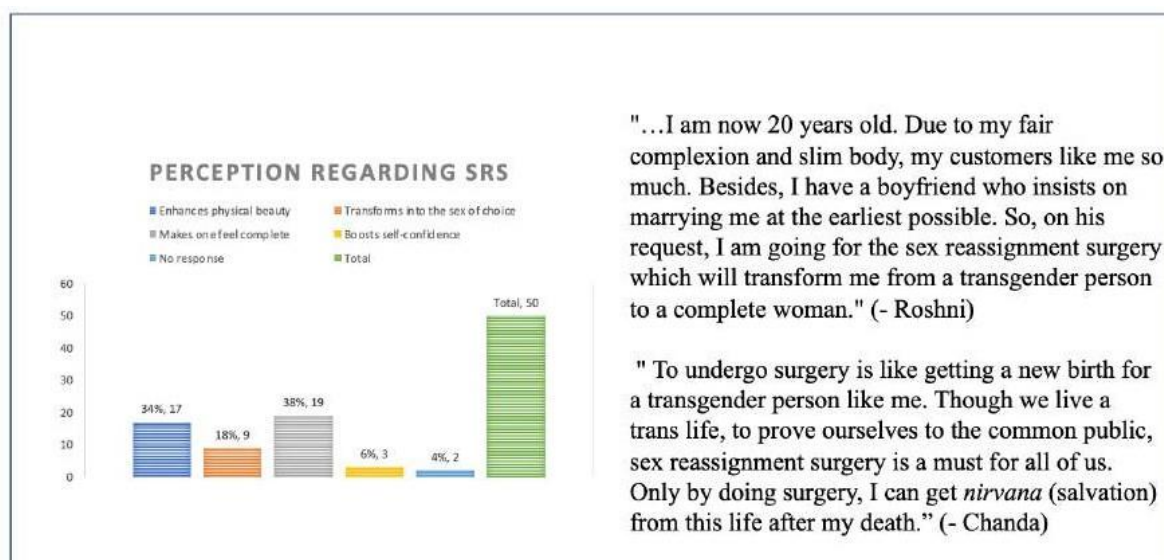 PERCEPTION REGARDING SRS
Enhances physical beauty
Transforms into the sex of choice
Makes one feel complete
Boosts self-confidence
No response
Total
60
50
40
30
20
10
0
34%, 17
18%, 9
38%, 19
6%, 3
4%, 2
Total, 50
"…I am now 20 years old. Due to my fair
complexion and slim body, my customers like me so
much. Besides, I have a boyfriend who insists on
marrying me at the earliest possible. So, on his
request, I am going for the sex reassignment surgery
which will transform me from a transgender person
to a complete woman." (- Roshni)
" To undergo surgery is like getting a new birth for
a transgender person like me. Though we live a
trans life, to prove ourselves to the common public,
sex reassignment surgery is a must for all of us.
Only by doing surgery, I can get nirvana (salvation)
from this life after my death.” (- Chanda)